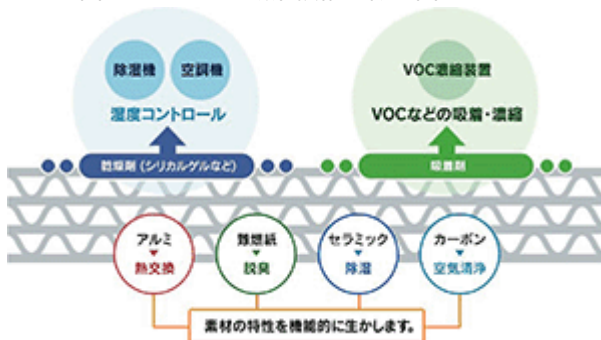 除湿機
空調機
湿度コントロール
乾燥剤(シリカルゲルなど)
VOC濃縮装置
VOCなどの吸着・濃縮
吸着剤
アルミ
熱交換
難燃紙
脱臭
セラミック
除湿
カーボン
空気清浄
素材の特性を機能的に生かします。